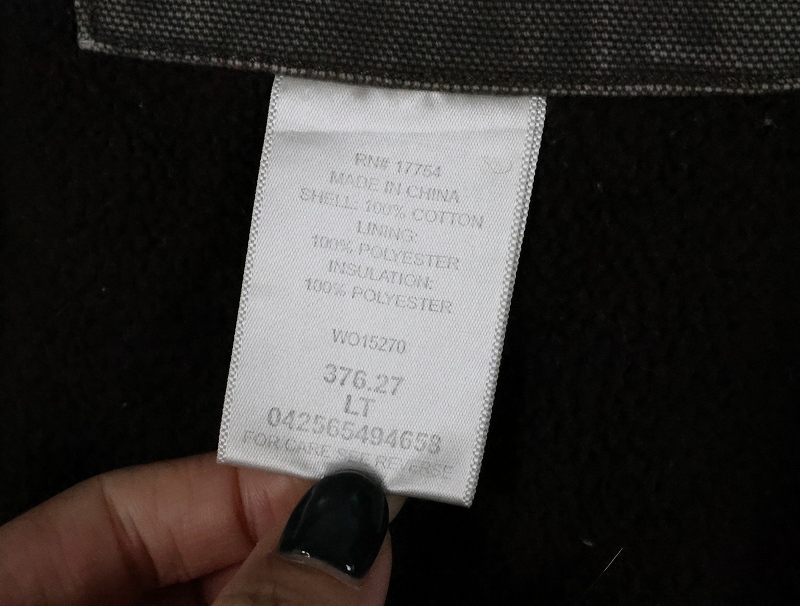 RN# 17754
MADE IN CHINA
SHELL: 100% COTTON
LINING:
100% POLYESTER
INSULATION:
100% POLYESTER
WO15270
376.27
LT
042565494658
FOR CARE SEE REVERSE